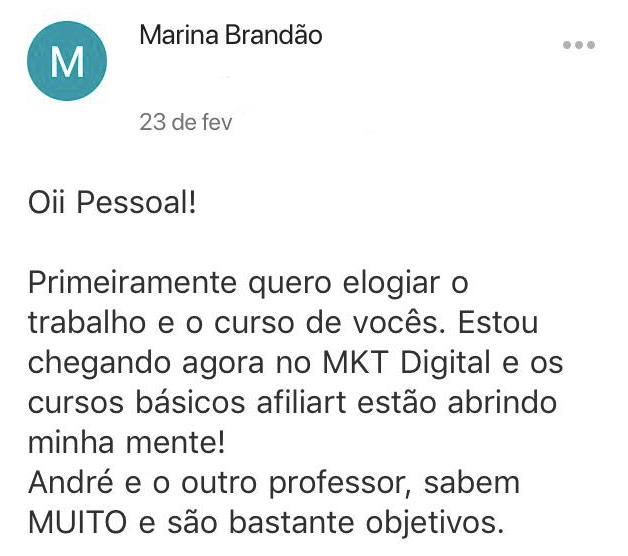 M
Marina Brandão
23 de fev
Oii Pessoal!
Primeiramente quero elogiar o
trabalho e o curso de vocês. Estou
chegando agora no MKT Digital e os
cursos básicos afiliart estão abrindo
minha mente!
André e o outro professor, sabem
MUITO e são bastante objetivos.